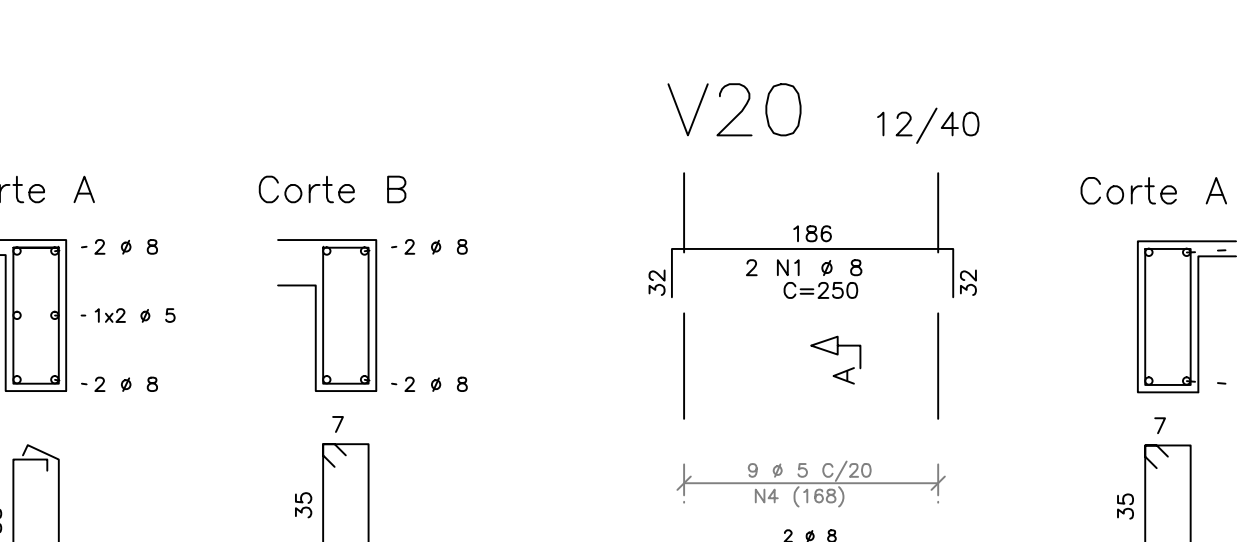 V20 12/40
rte A
-2 ø 8
-1x2 ø 5
-2 ø 8
Corte B
-2 ø 8
-2 ø 8
7
35
186
2 N1 ø 8
C=250
32
32
A
9 ø 5 C/20
N4 (168)
2 ø 8
Corte A
7
35